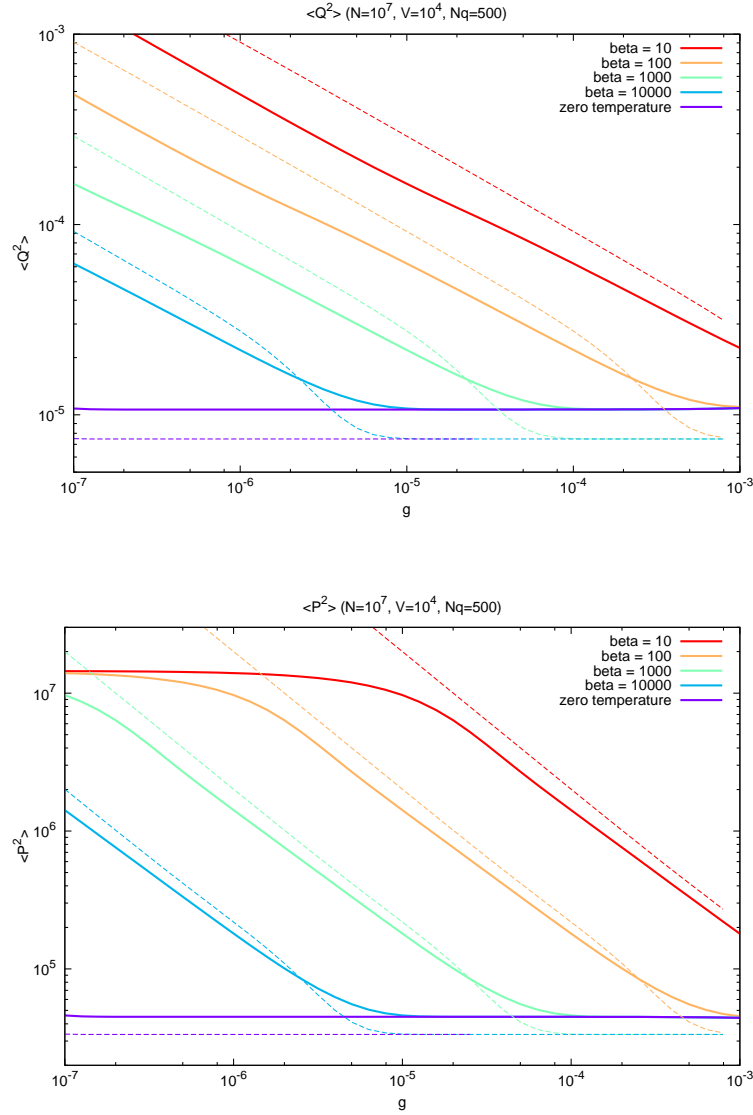 <Q²> (N=10⁷, V=10⁴, Nq=500)
10⁻³
beta = 10
beta = 100
beta = 1000
beta = 10000
zero temperature
<Q²>
10⁻⁴
10⁻⁵
10⁻⁷ 10⁻⁶ 10⁻⁵ 10⁻⁴ 10⁻³
g
<P²> (N=10⁷, V=10⁴, Nq=500)
beta = 10
beta = 100
beta = 1000
beta = 10000
zero temperature
10⁷
<P²>
10⁶
10⁵
10⁻⁷ 10⁻⁶ 10⁻⁵ 10⁻⁴ 10⁻³
g